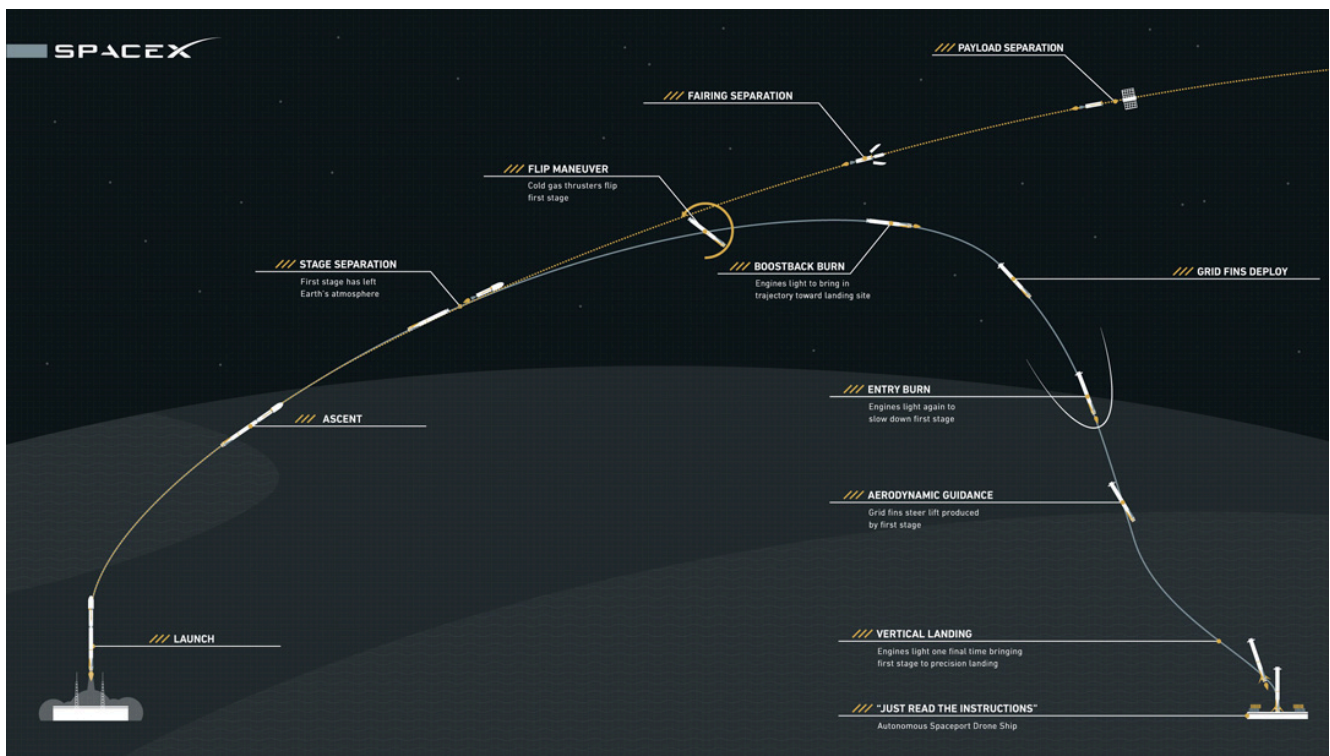 SPACEX
/// PAYLOAD SEPARATION
/// FAIRING SEPARATION
/// FLIP MANEUVER
Cold gas thrusters flip
first stage
/// STAGE SEPARATION
First stage has left
Earth's atmosphere
/// BOOSTBACK BURN
Engines light to bring in
trajectory toward landing site
/// GRID FINS DEPLOY
/// ENTRY BURN
Engines light again to
slow down first stage
/// ASCENT
/// AERODYNAMIC GUIDANCE
Grid fins steer lift produced
by first stage
/// LAUNCH
/// VERTICAL LANDING
Engines light one final time bringing
first stage to precision landing
/// "JUST READ THE INSTRUCTIONS"
Autonomous Spaceport Drone Ship